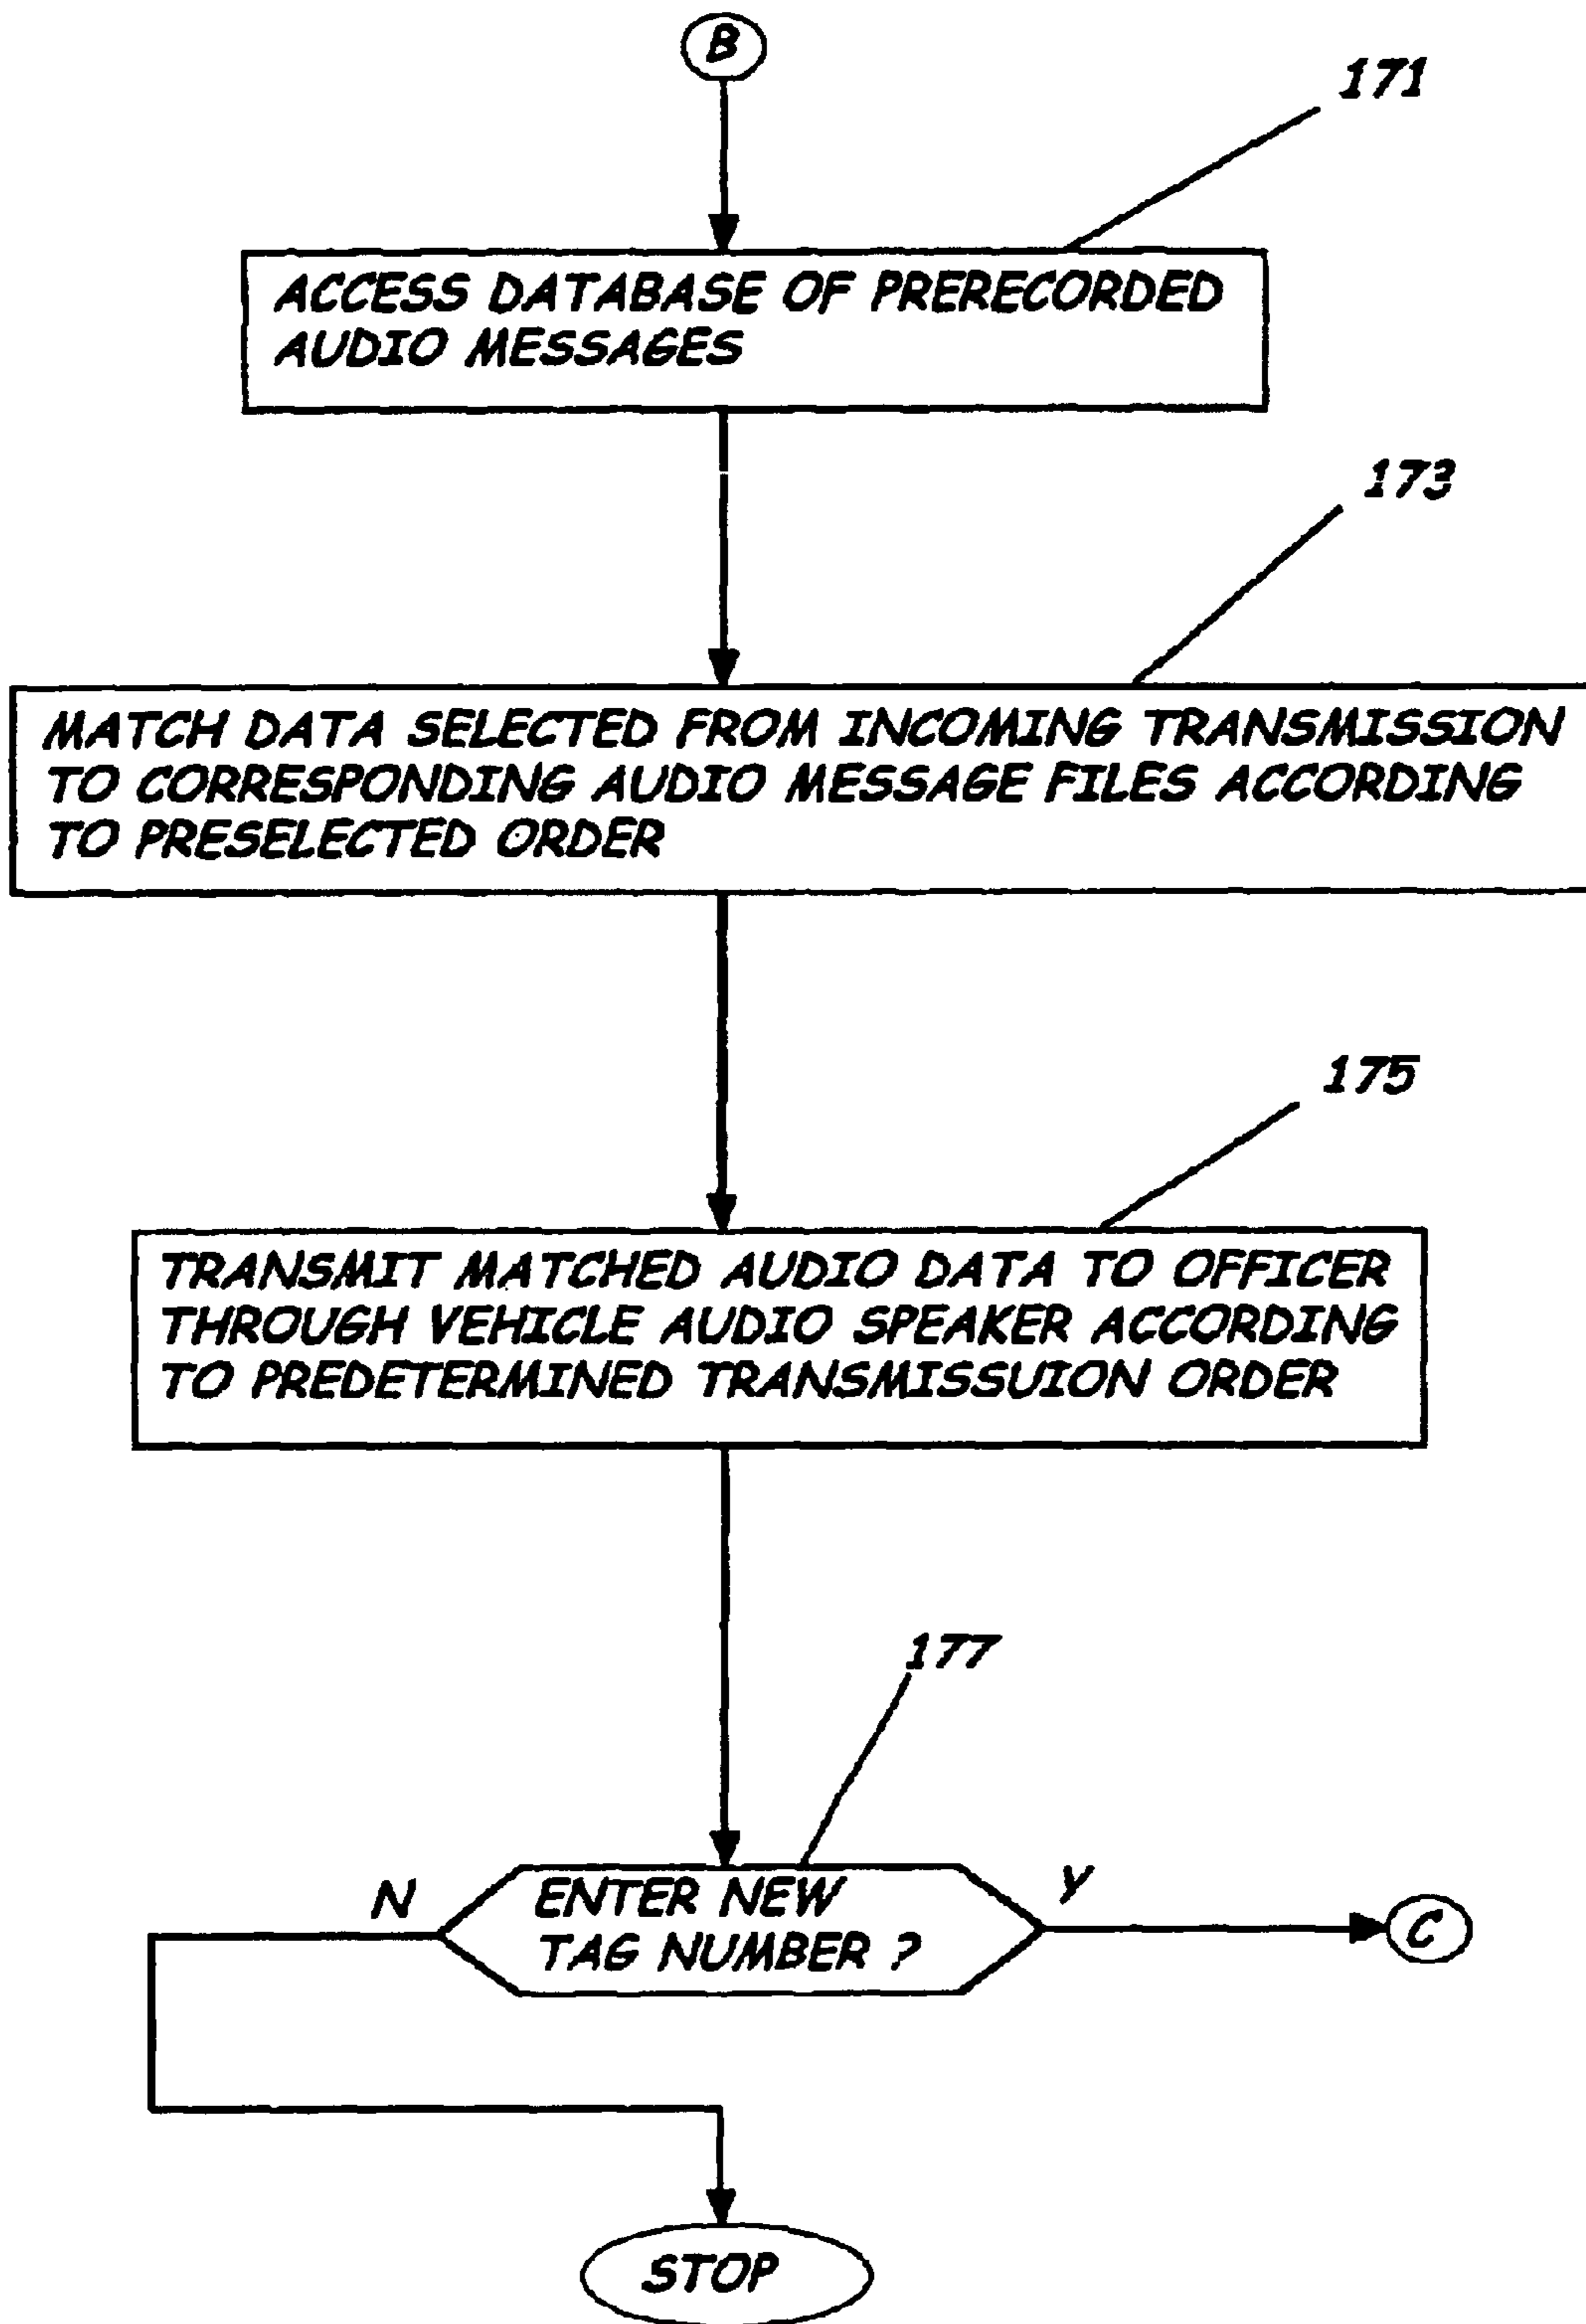 B
171
ACCESS DATABASE OF PRERECORDED
AUDIO MESSAGES
173
MATCH DATA SELECTED FROM INCOMING TRANSMISSION
TO CORRESPONDING AUDIO MESSAGE FILES ACCORDING
TO PRESELECTED ORDER
175
TRANSMIT MATCHED AUDIO DATA TO OFFICER
THROUGH VEHICLE AUDIO SPEAKER ACCORDING
TO PREDETERMINED TRANSMISSUION ORDER
177
N
ENTER NEW
TAG NUMBER ?
Y
C
STOP